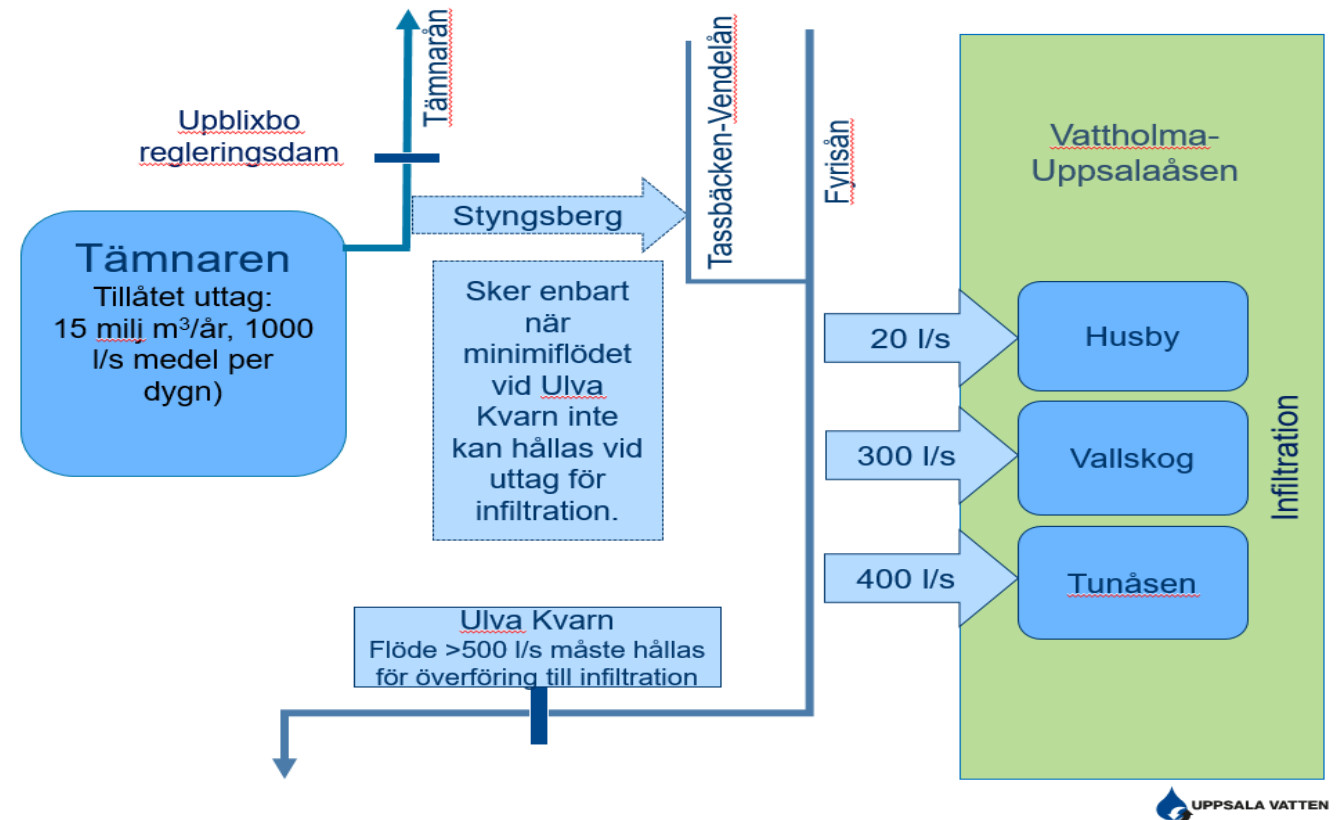 Tämnarån
Upblixbo
regleringsdam
Tassbäcken-Vendelån
Fyrisån
Vattholma-
Uppsalaåsen
Styngsberg
Tämnaren
Tillåtet uttag:
15 milj m³/år, 1000
l/s medel per
dygn)
Sker enbart
när
minimiflödet
vid Ulva
Kvarn inte
kan hållas vid
uttag för
infiltration.
20 l/s
Husby
300 l/s
Vallskog
Infiltration
400 l/s
Tunåsen
Ulva Kvarn
Flöde >500 l/s måste hållas
för överföring till infiltration
UPPSALA VATTEN